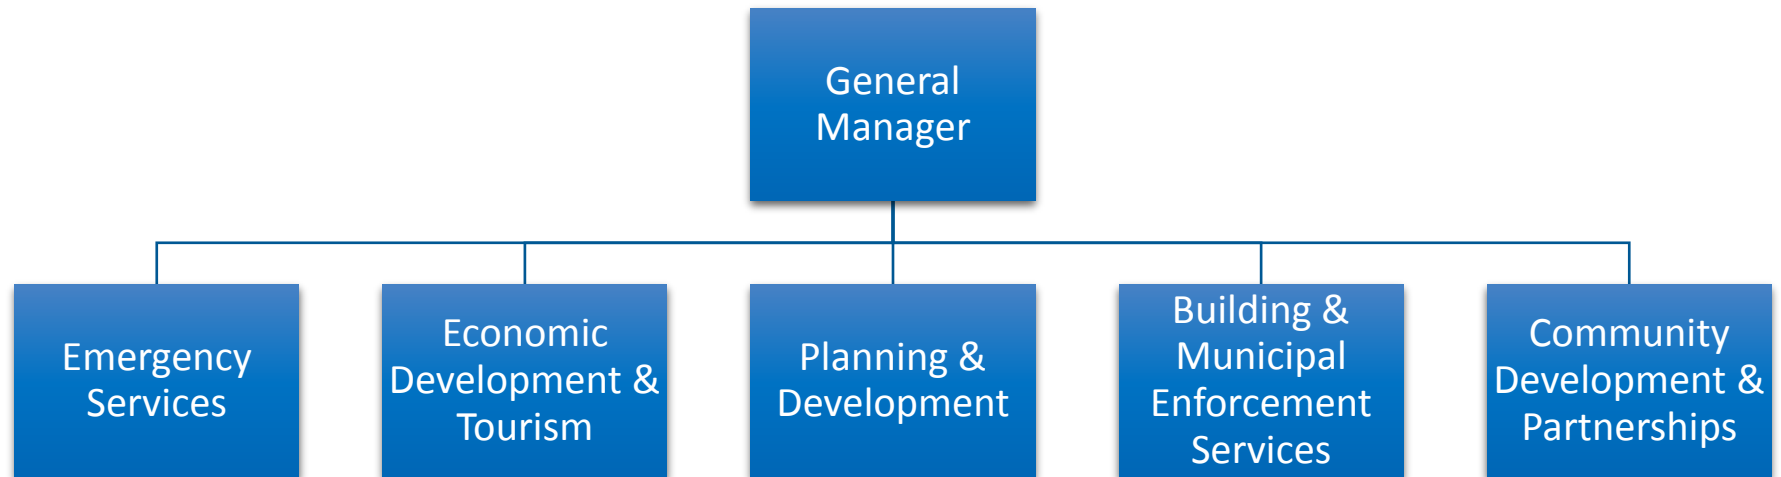 General
Manager
Emergency
Services
Economic
Development &
Tourism
Planning &
Development
Building &
Municipal
Enforcement
Services
Community
Development &
Partnerships